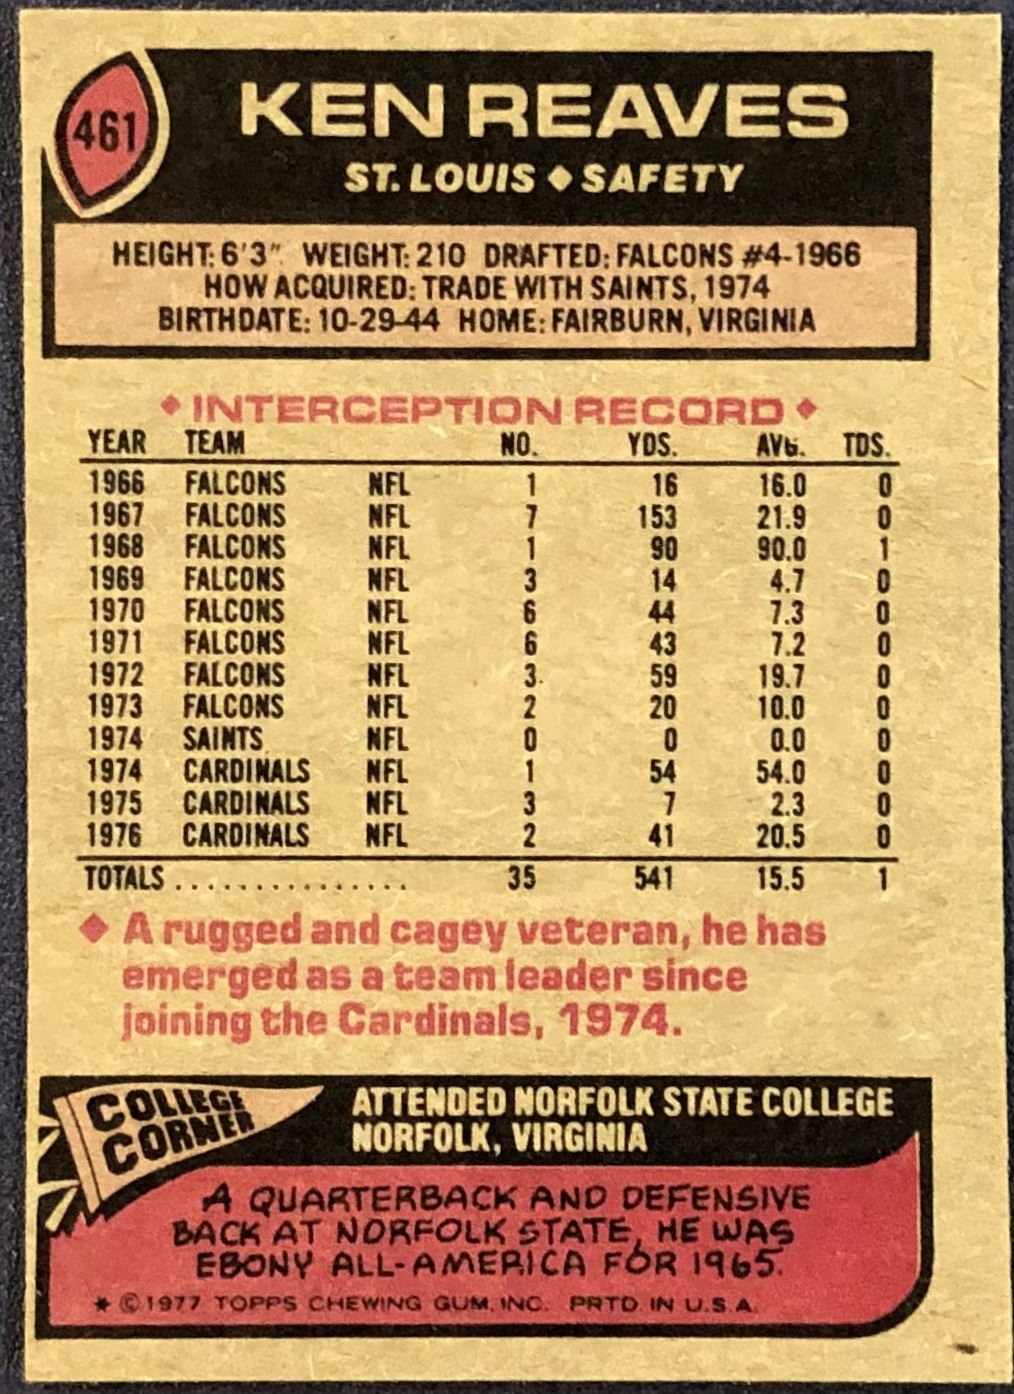 461
KEN REAVES
ST. LOUIS ◆ SAFETY
HEIGHT: 6'3" WEIGHT: 210 DRAFTED: FALCONS #4-1966
HOW ACQUIRED: TRADE WITH SAINTS, 1974
BIRTHDATE: 10-29-44 HOME: FAIRBURN, VIRGINIA
◆ INTERCEPTION RECORD ◆
YEAR TEAM NO. YDS. AVG. TDS.
1966 FALCONS NFL 1 16 16.0 0
1967 FALCONS NFL 7 153 21.9 0
1968 FALCONS NFL 1 90 90.0 1
1969 FALCONS NFL 3 14 4.7 0
1970 FALCONS NFL 6 44 7.3 0
1971 FALCONS NFL 6 43 7.2 0
1972 FALCONS NFL 3 59 19.7 0
1973 FALCONS NFL 2 20 10.0 0
1974 SAINTS NFL 0 0 0.0 0
1974 CARDINALS NFL 1 54 54.0 0
1975 CARDINALS NFL 3 7 2.3 0
1976 CARDINALS NFL 2 41 20.5 0
TOTALS ............... 35 541 15.5 1
◆ A rugged and cagey veteran, he has
emerged as a team leader since
joining the Cardinals, 1974.
COLLEGE
CORNER
ATTENDED NORFOLK STATE COLLEGE
NORFOLK, VIRGINIA
A QUARTERBACK AND DEFENSIVE
BACK AT NORFOLK STATE, HE WAS
EBONY ALL-AMERICA FOR 1965.
* © 1977 TOPPS CHEWING GUM, INC. PRTD. IN U.S.A.